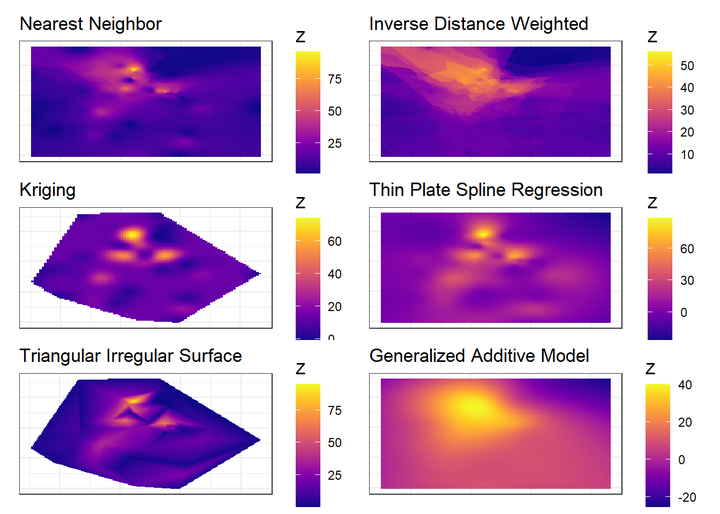 Nearest Neighbor
z
75
50
25
Inverse Distance Weighted
z
50
40
30
20
10
Kriging
z
60
40
20
0
Thin Plate Spline Regression
z
60
30
0
Triangular Irregular Surface
z
75
50
25
Generalized Additive Model
z
40
20
0
-20